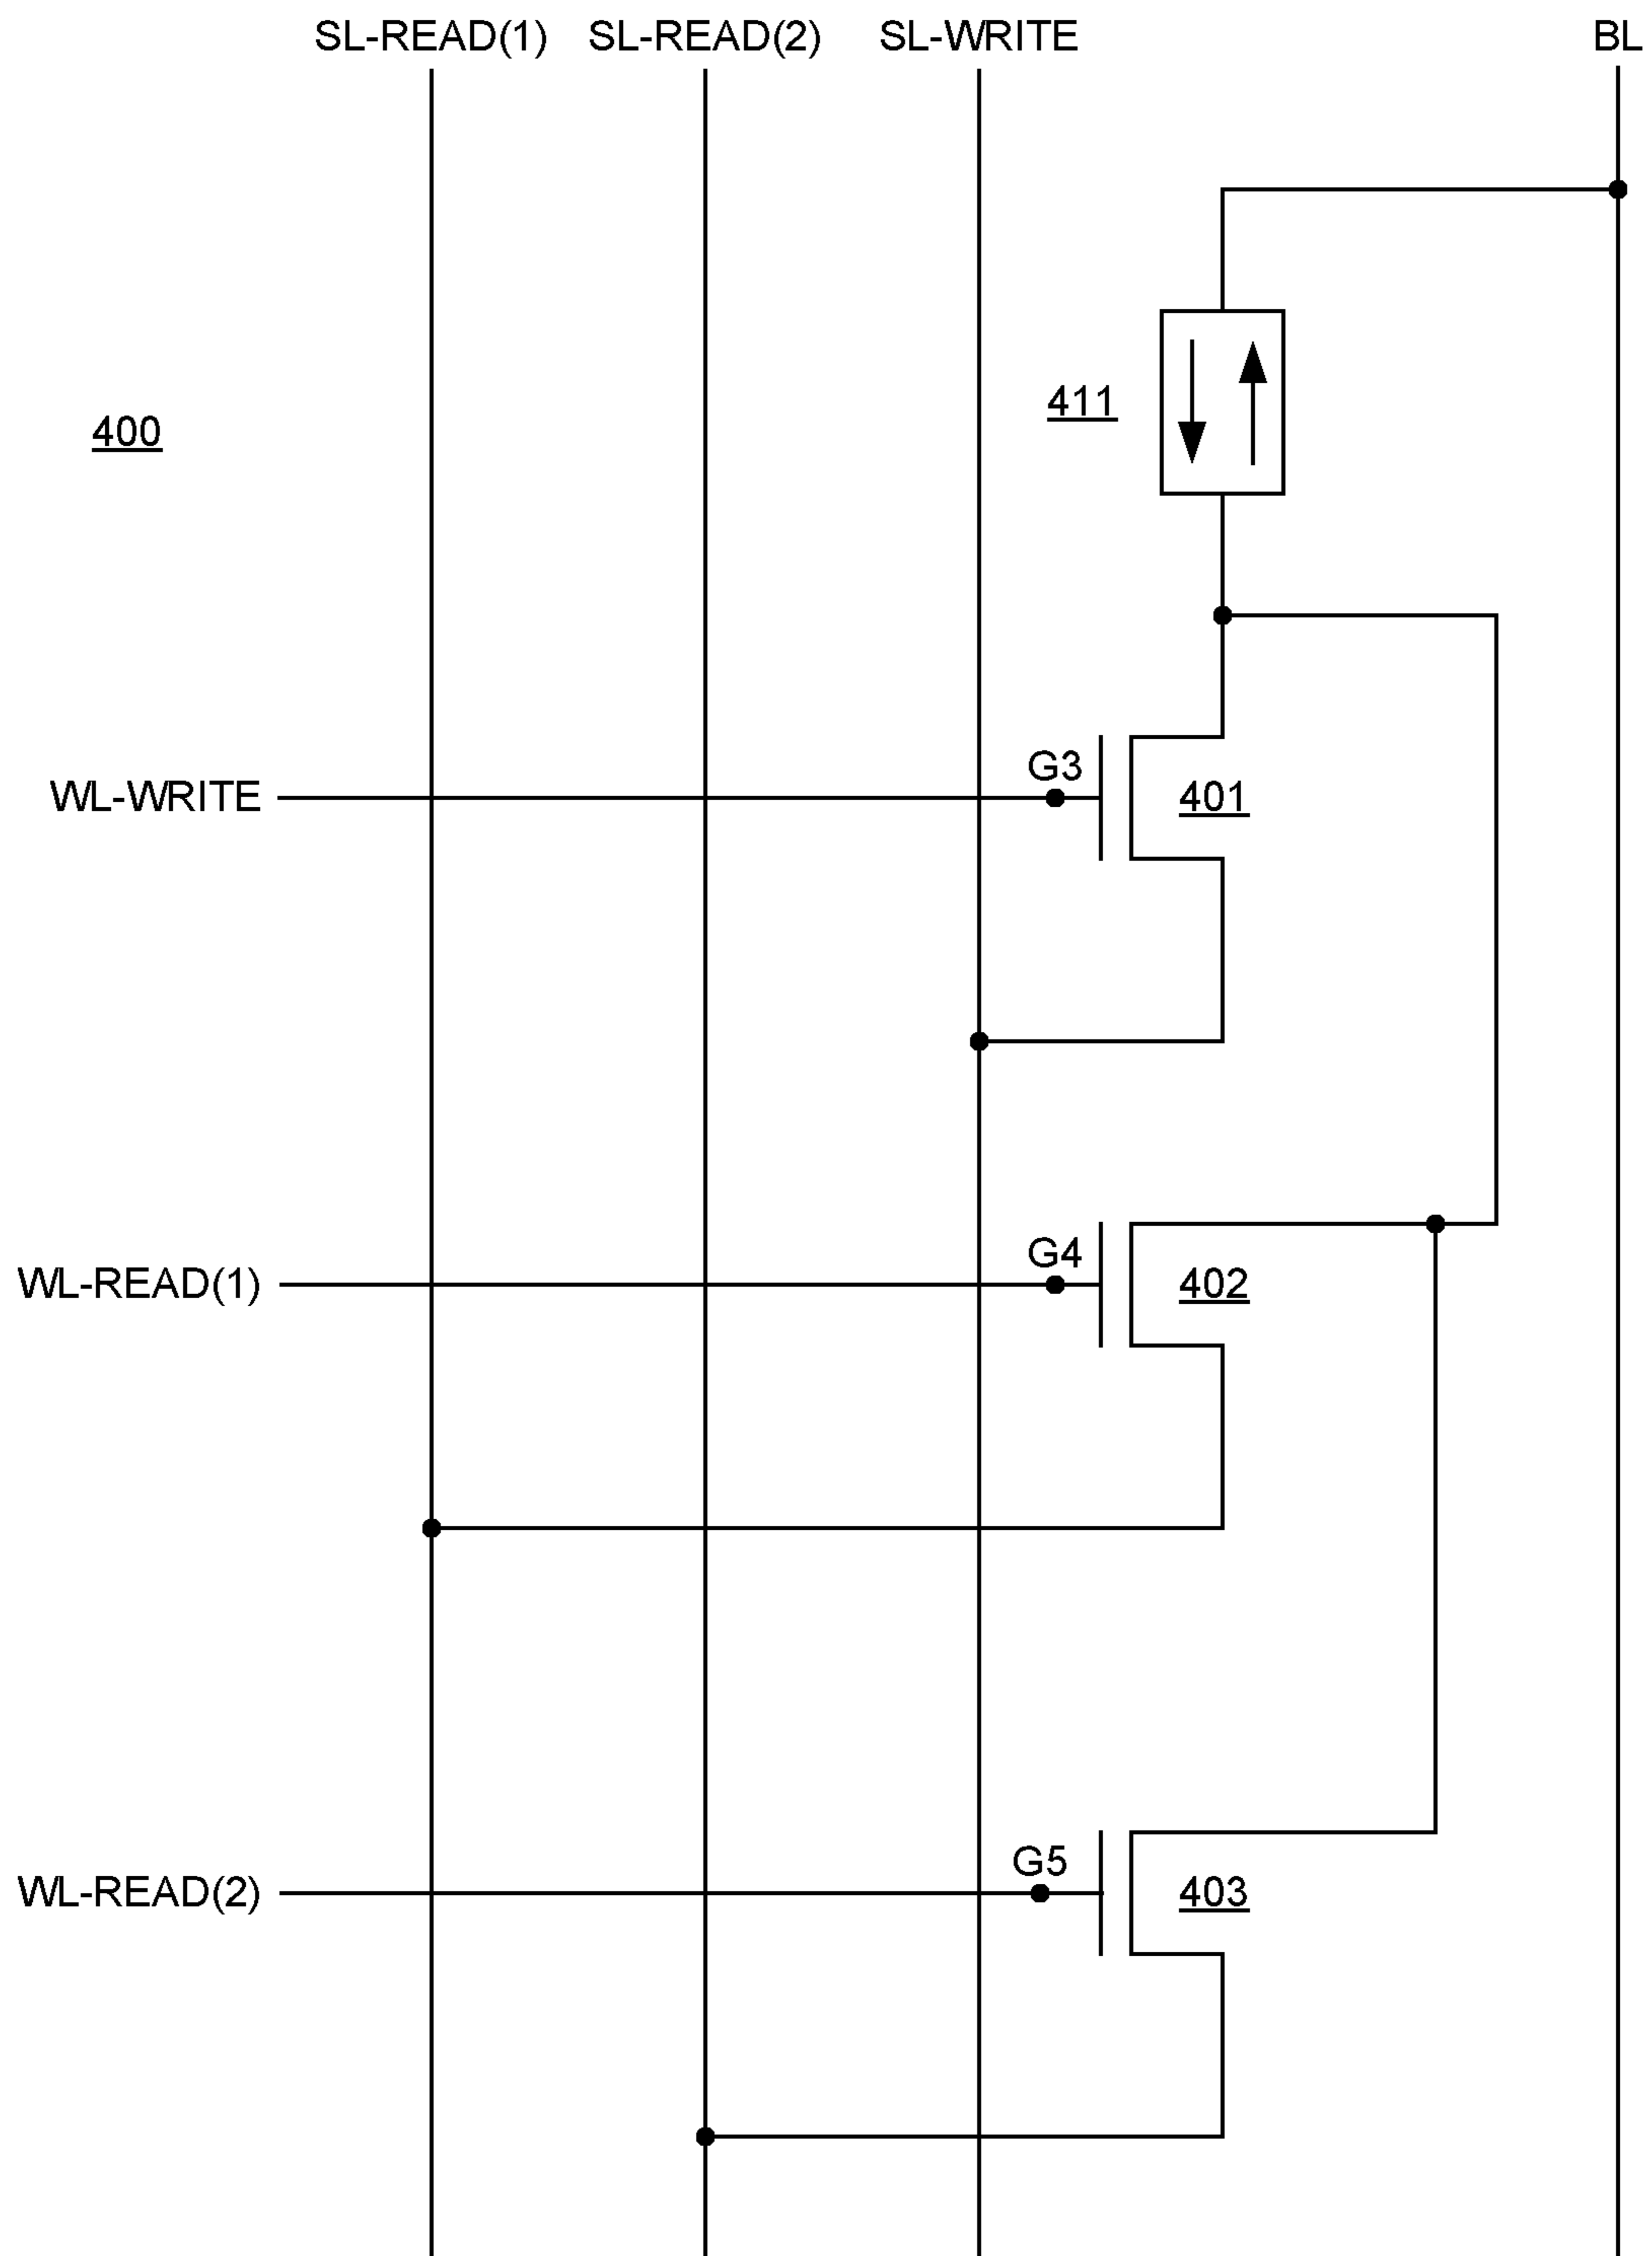 SL-READ(1) SL-READ(2) SL-WRITE BL
411
400
G3
WL-WRITE 401
G4
WL-READ(1) 402
G5
WL-READ(2) 403